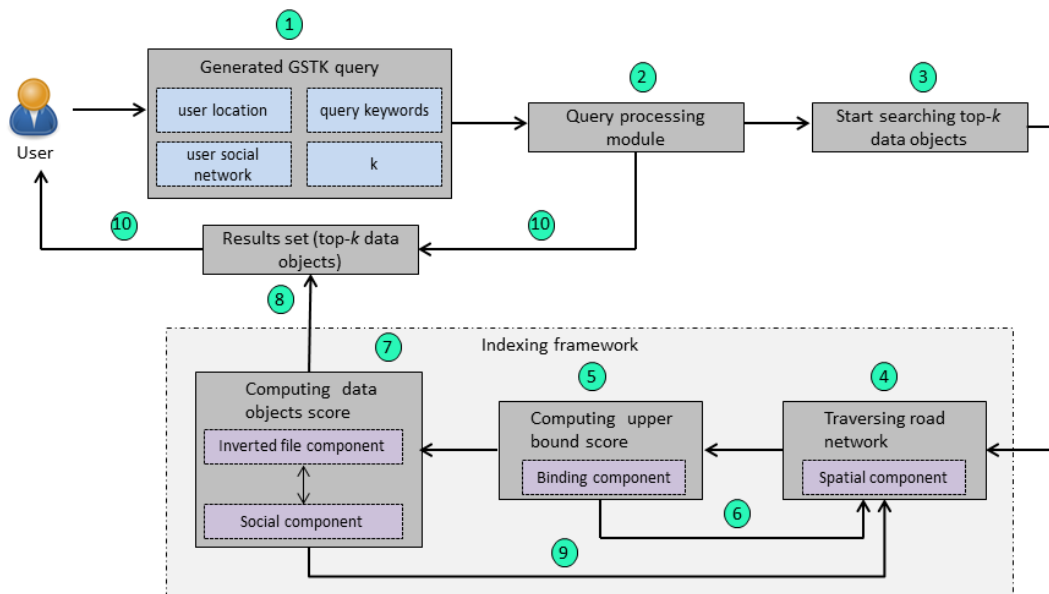 1
Generated GSTK query
user location
query keywords
user social
network
k
User
2
Query processing
module
3
Start searching top-k
data objects
10
10
Results set (top-k data
objects)
8
Indexing framework
7
Computing data
objects score
Inverted file component
Social component
5
Computing upper
bound score
Binding component
4
Traversing road
network
Spatial component
6
9